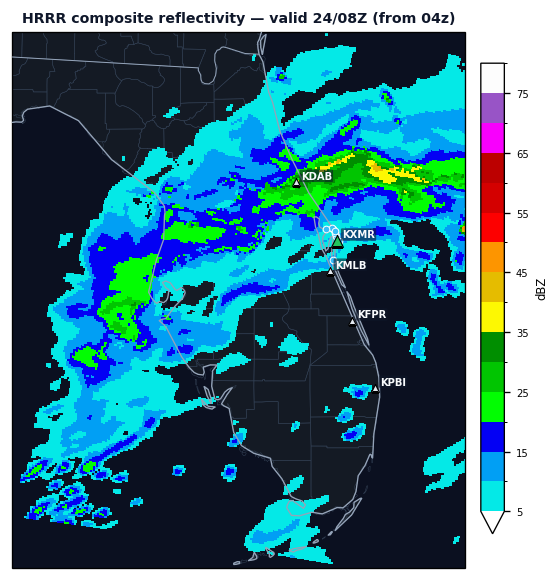 HRRR composite reflectivity — valid 24/08Z (from 04z)
75
65
55
45
35
25
15
5
dBZ
KDAB
KXMR
KMLB
KFPR
KPBI